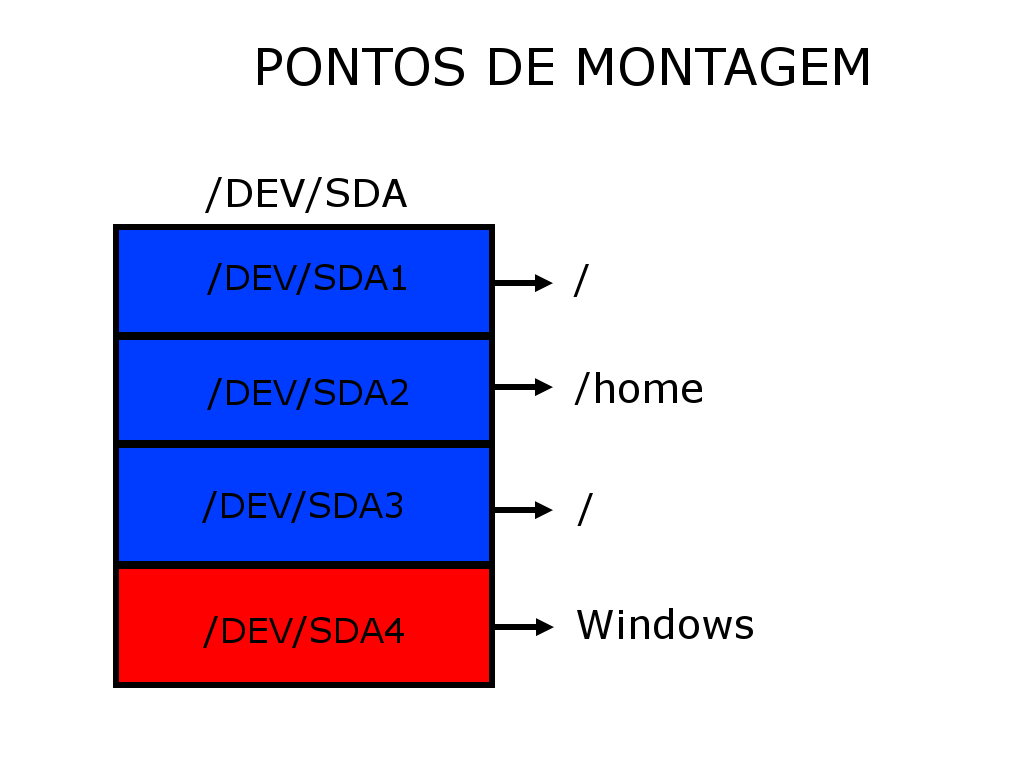 PONTOS DE MONTAGEM
/DEV/SDA
/DEV/SDA1
/
/DEV/SDA2
/home
/DEV/SDA3
/
/DEV/SDA4
Windows